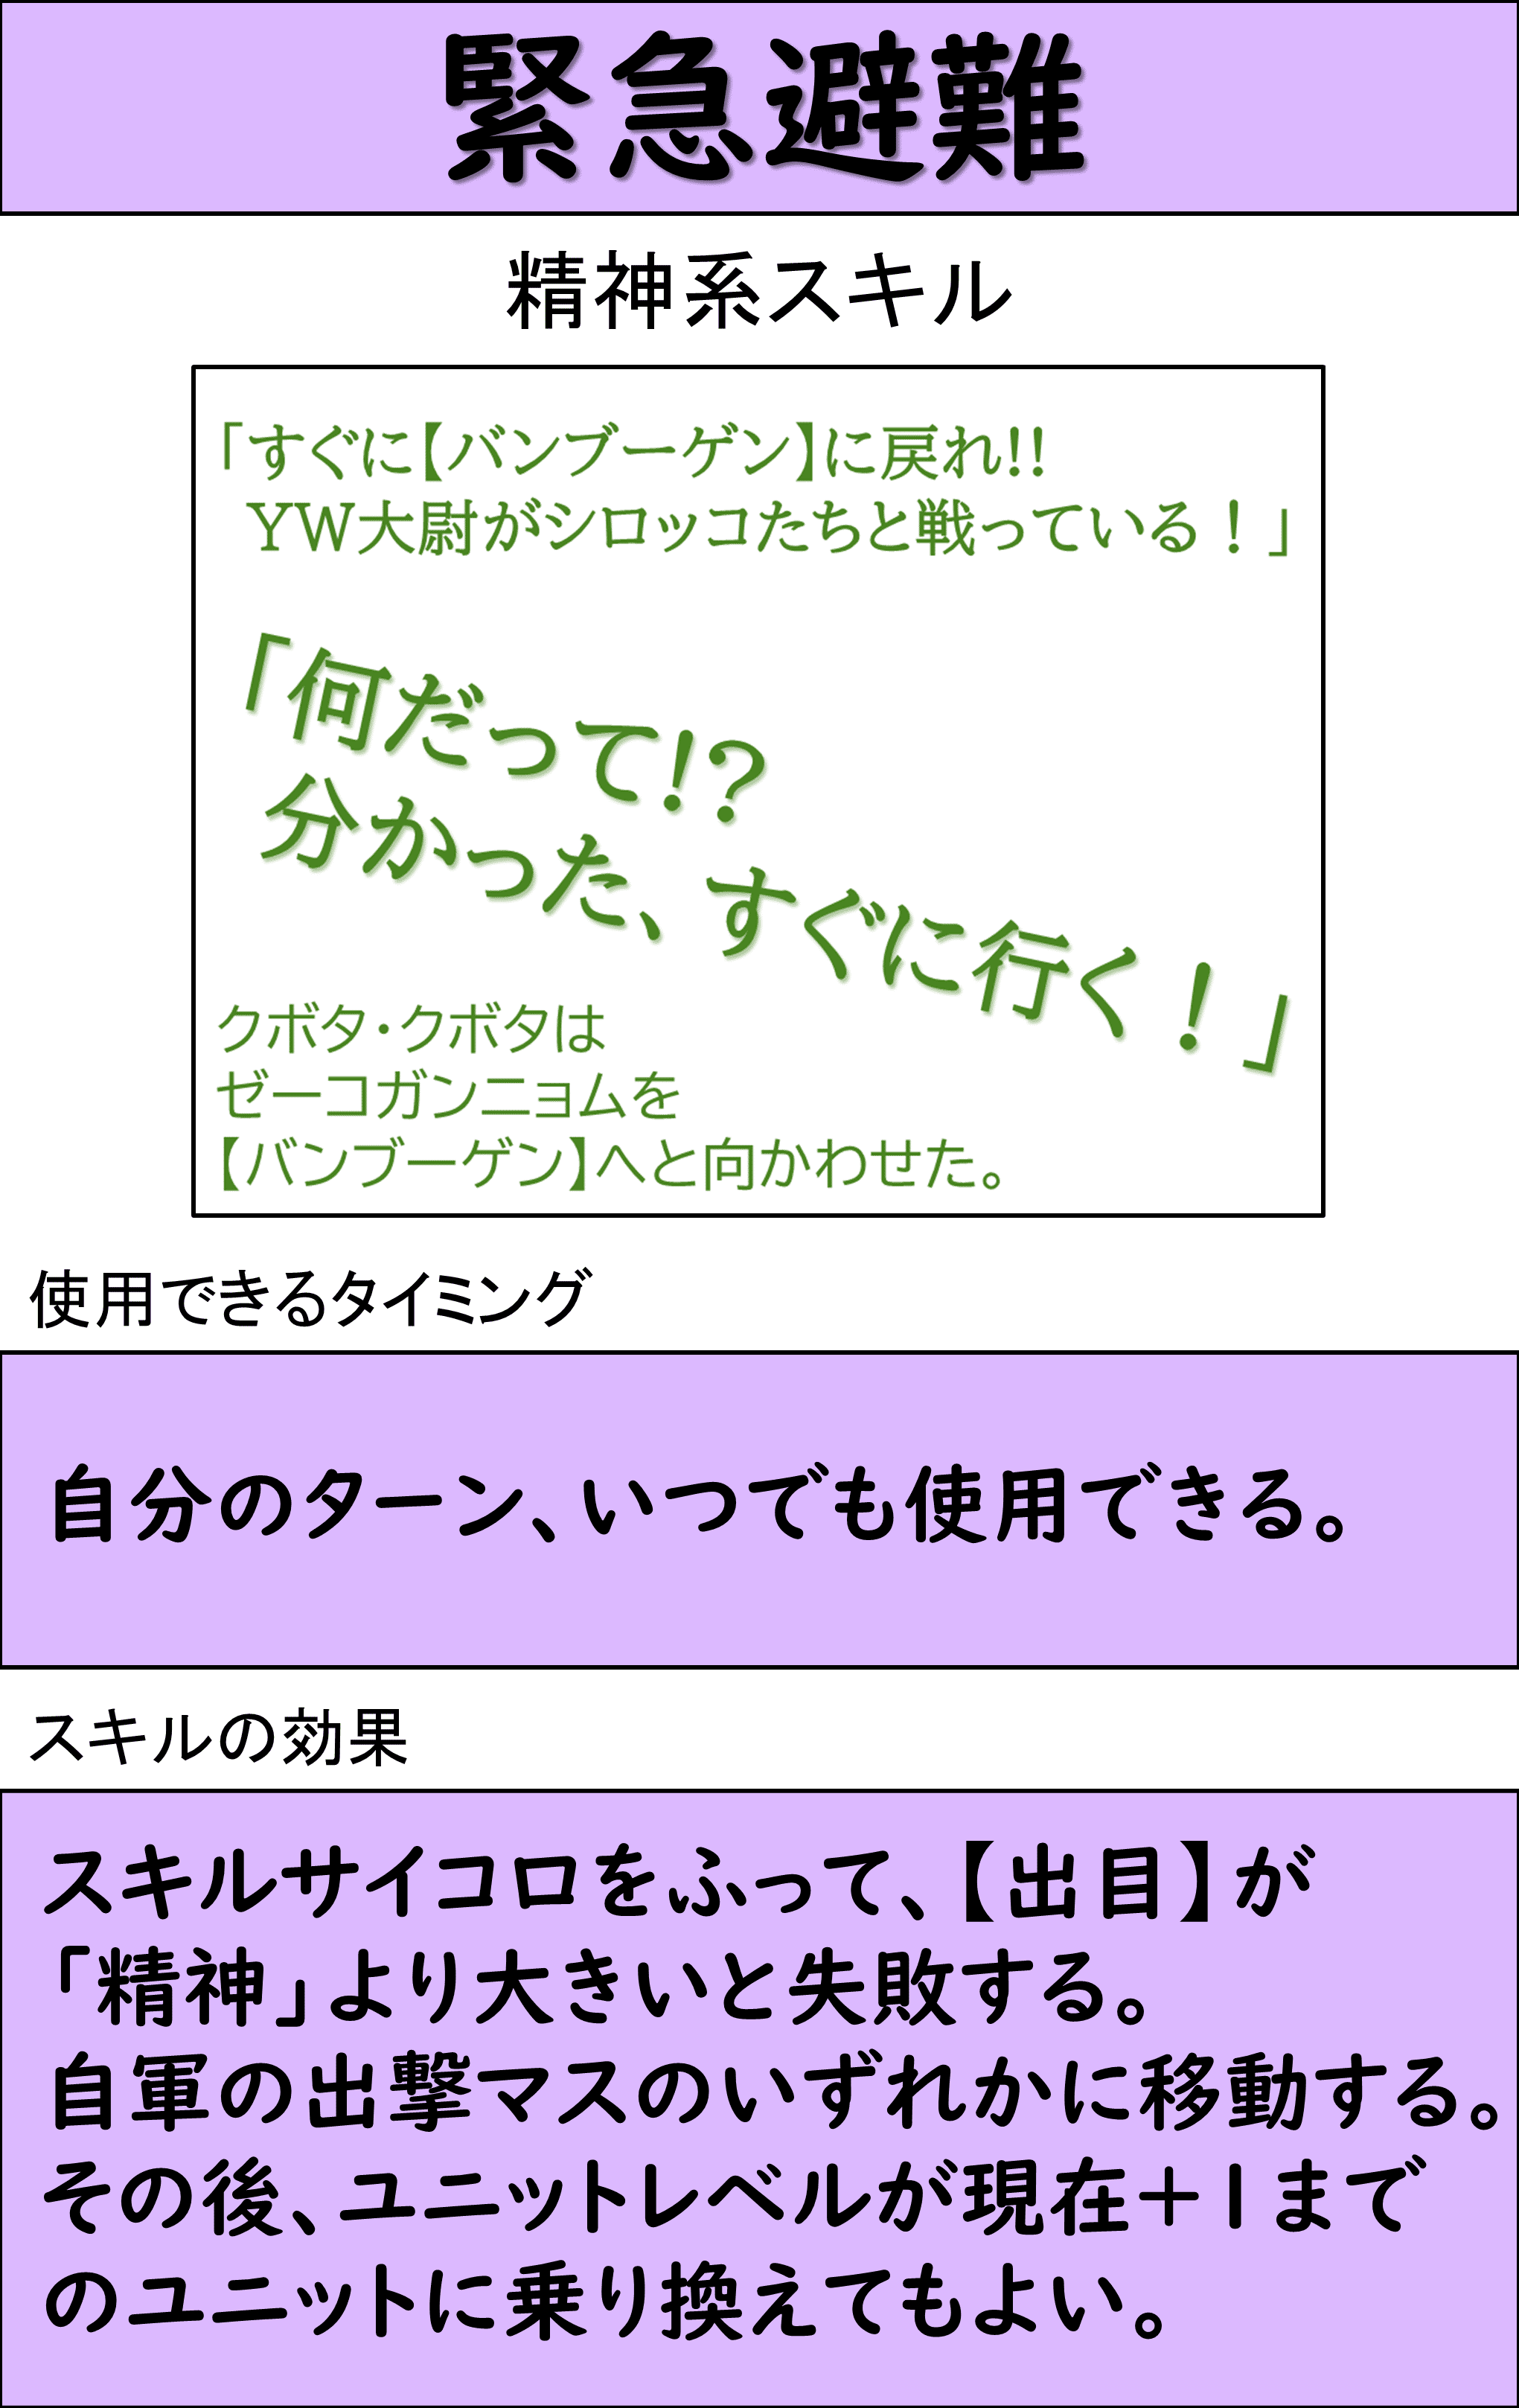 緊急避難
精神系スキル
「すぐに【バンブーゲン】に戻れ!!
YW大尉がシロッコたちと戦っている！」
「何だって!?
分かった、すぐに行く！」
クボタ・クボタは
ゼーコガンニョムを
【バンブーゲン】へと向かわせた。
使用できるタイミング
自分のターン、いつでも使用できる。
スキルの効果
スキルサイコロをふって、【出目】が
「精神」より大きいと失敗する。
自軍の出撃マスのいずれかに移動する。
その後、ユニットレベルが現在＋１まで
のユニットに乗り換えてもよい。